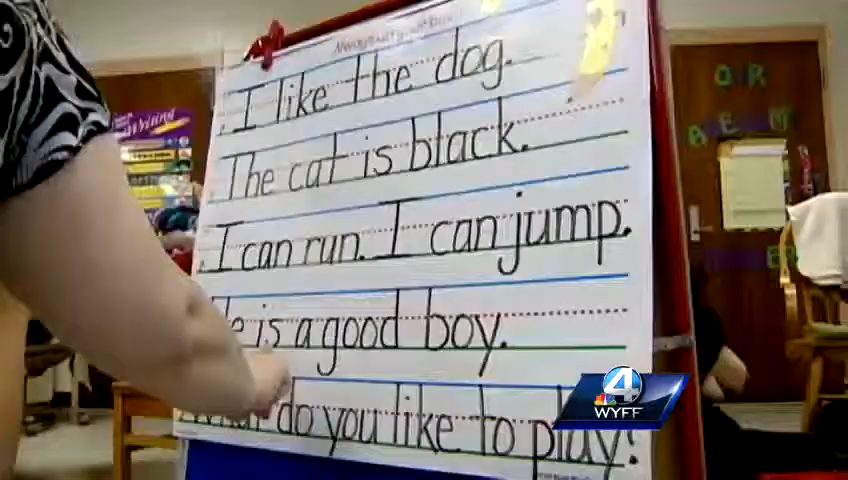 I like the dog.
The cat is black.
I can run. I can jump.
is a good boy.
do you like to play!
4
WYFF